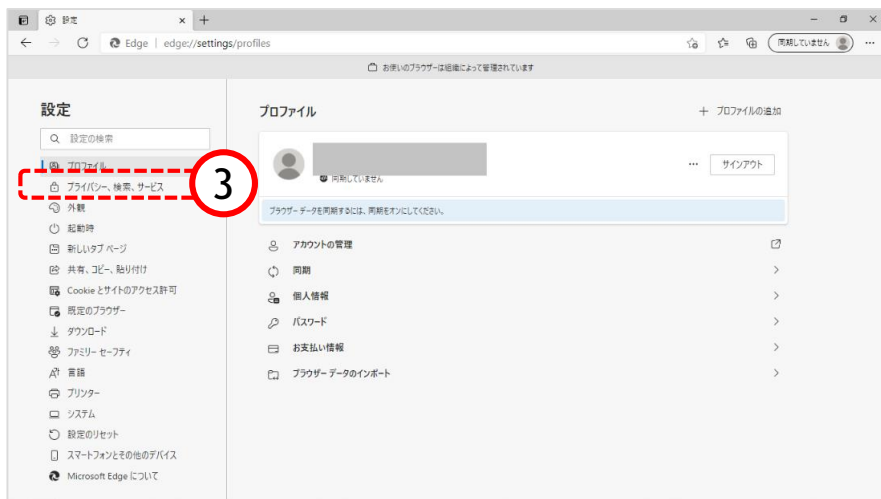 設定
Edge | edge://settings/profiles
同期していません
お使いのブラウザーは組織によって管理されています
設定
設定の検索
プロファイル
プライバシー、検索、サービス
3
外観
起動時
新しいタブ ページ
共有、コピー、貼り付け
Cookie とサイトのアクセス許可
既定のブラウザー
ダウンロード
ファミリー セーフティ
言語
プリンター
システム
設定のリセット
スマートフォンとその他のデバイス
Microsoft Edge について
プロファイル
プロファイルの追加
同期していません
サインアウト
ブラウザー データを同期するには、同期をオンにしてください。
アカウントの管理
同期
個人情報
パスワード
お支払い情報
ブラウザー データのインポート